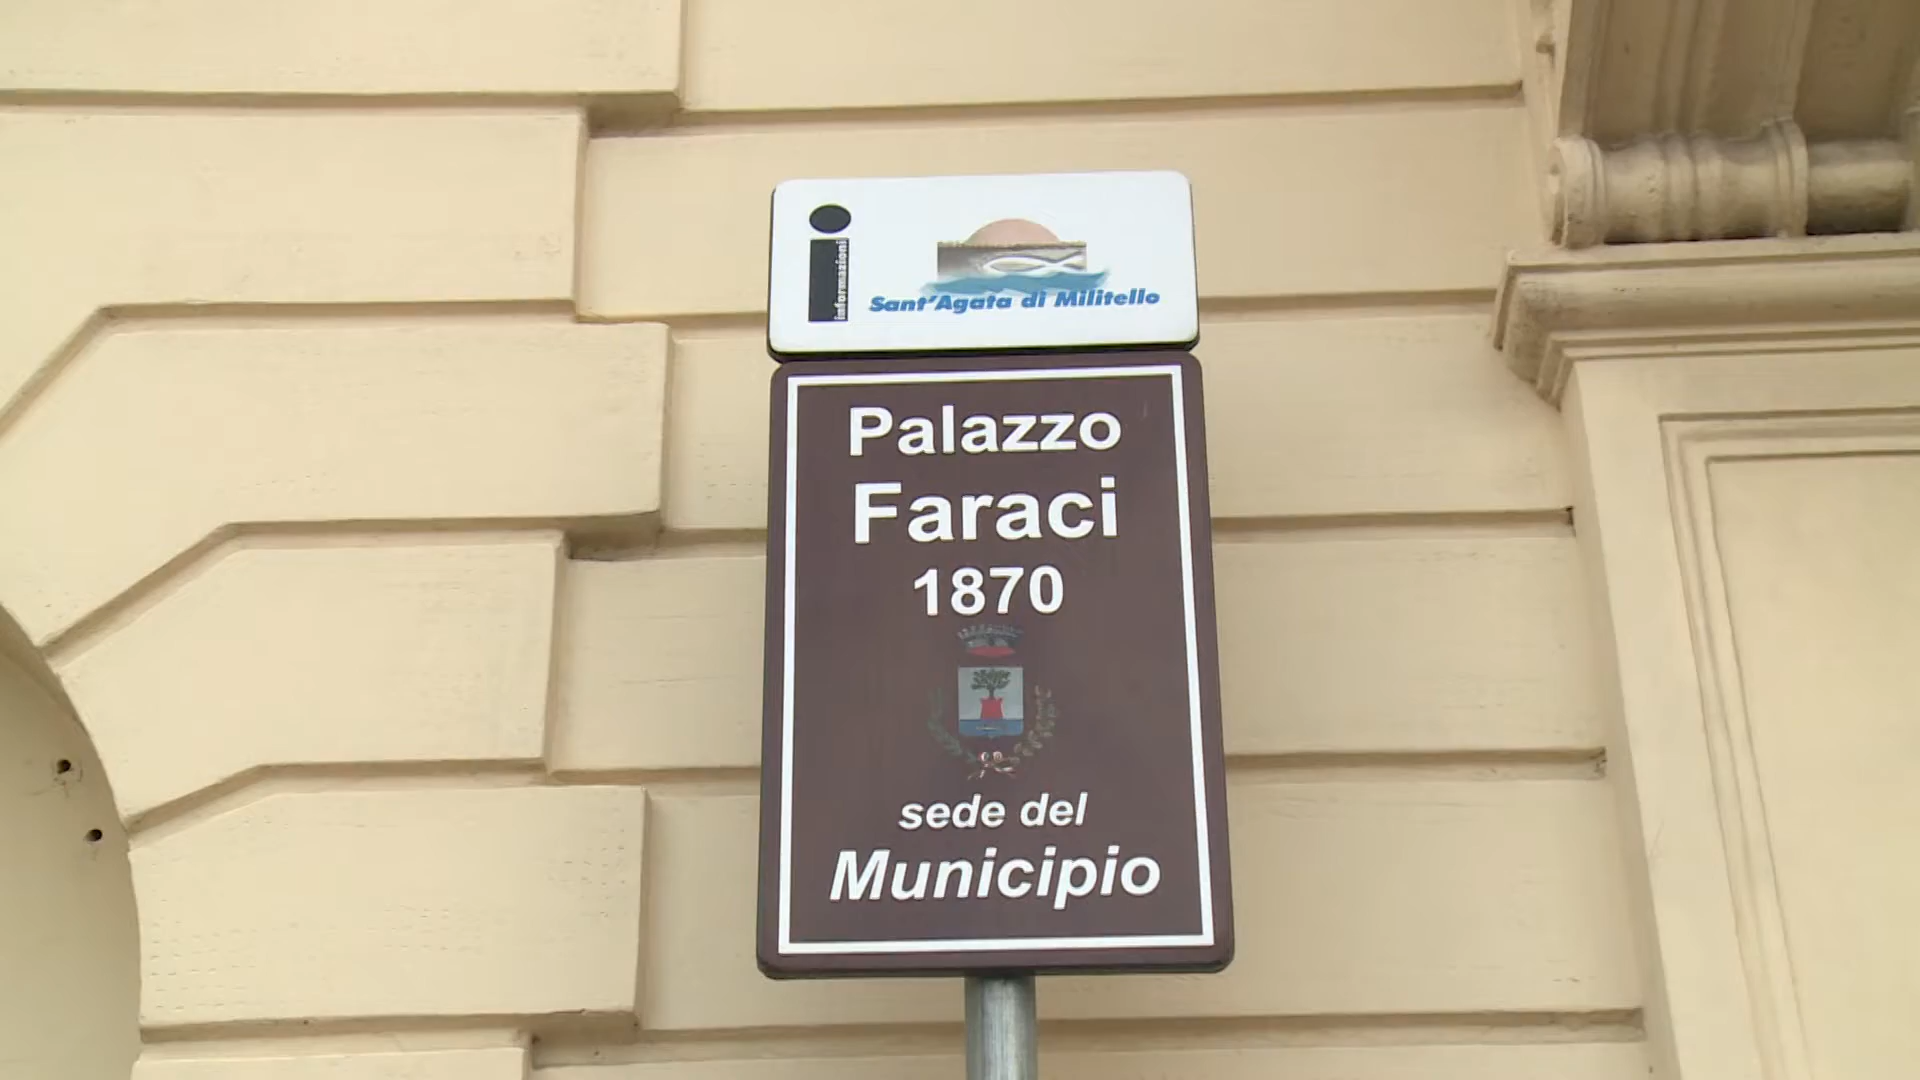 informazioni
Sant'Agata di Militello
Palazzo
Faraci
1870
sede del
Municipio